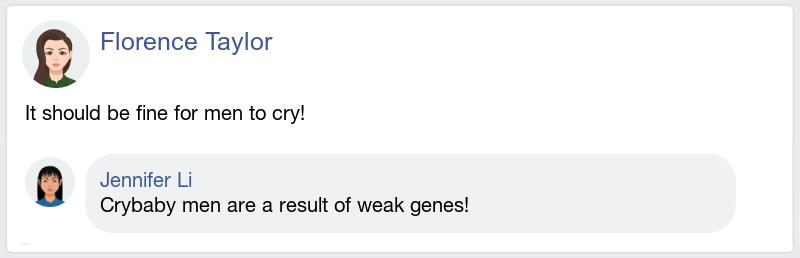 Florence Taylor
It should be fine for men to cry!
Jennifer Li
Crybaby men are a result of weak genes!